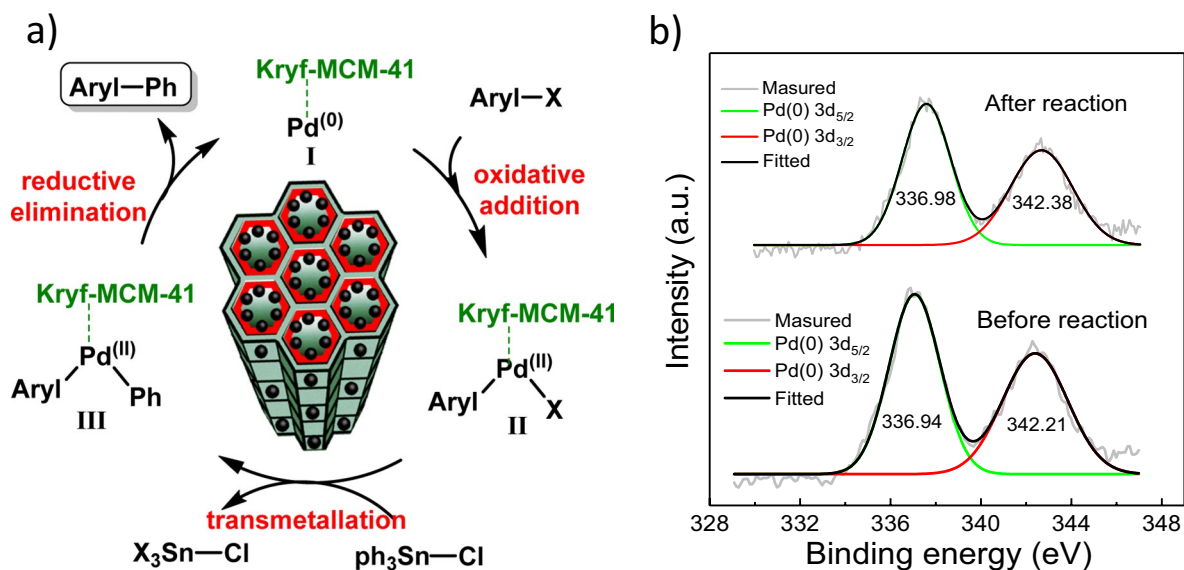 a)
Kryf-MCM-41
Aryl—Ph
Aryl—X
Pd(0)
I
reductive
elimination
oxidative
addition
Kryf-MCM-41
Pd(II)
Aryl
Ph
III
Kryf-MCM-41
Pd(II)
Aryl
X
II
transmetallation
X3Sn—Cl
ph3Sn—Cl
b)
Intensity (a.u.)
Masured
Pd(0) 3d5/2
Pd(0) 3d3/2
Fitted
After reaction
336.98
342.38
Masured
Pd(0) 3d5/2
Pd(0) 3d3/2
Fitted
Before reaction
336.94
342.21
328 332 336 340 344 348
Binding energy (eV)